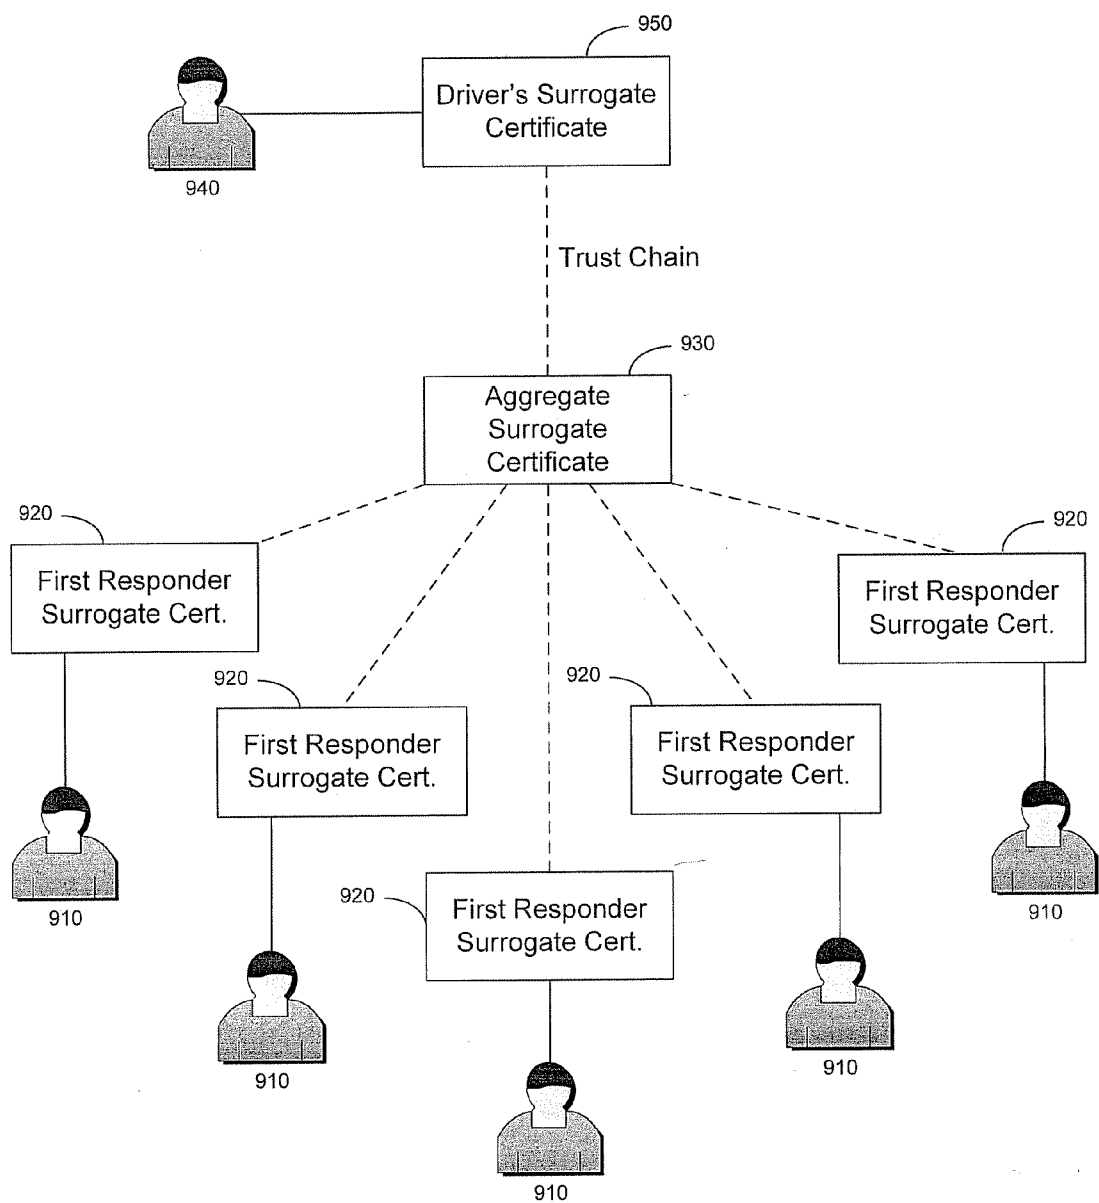 950
Driver's Surrogate
Certificate
940
Trust Chain
930
Aggregate
Surrogate
Certificate
920
First Responder
Surrogate Cert.
920
First Responder
Surrogate Cert.
920
First Responder
Surrogate Cert.
920
First Responder
Surrogate Cert.
920
First Responder
Surrogate Cert.
910
910
910
910
910